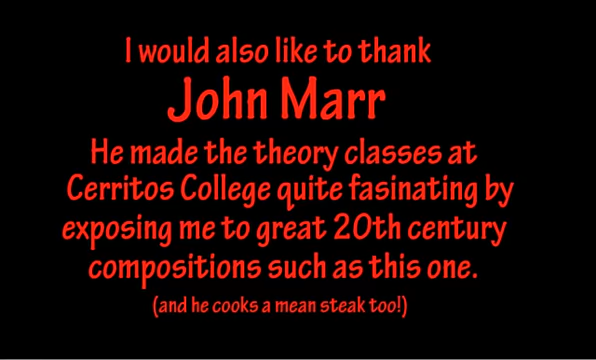 I would also like to thank
John Marr
He made the theory classes at
Cerritos College quite fasinating by
exposing me to great 20th century
compositions such as this one.
(and he cooks a mean steak too!)